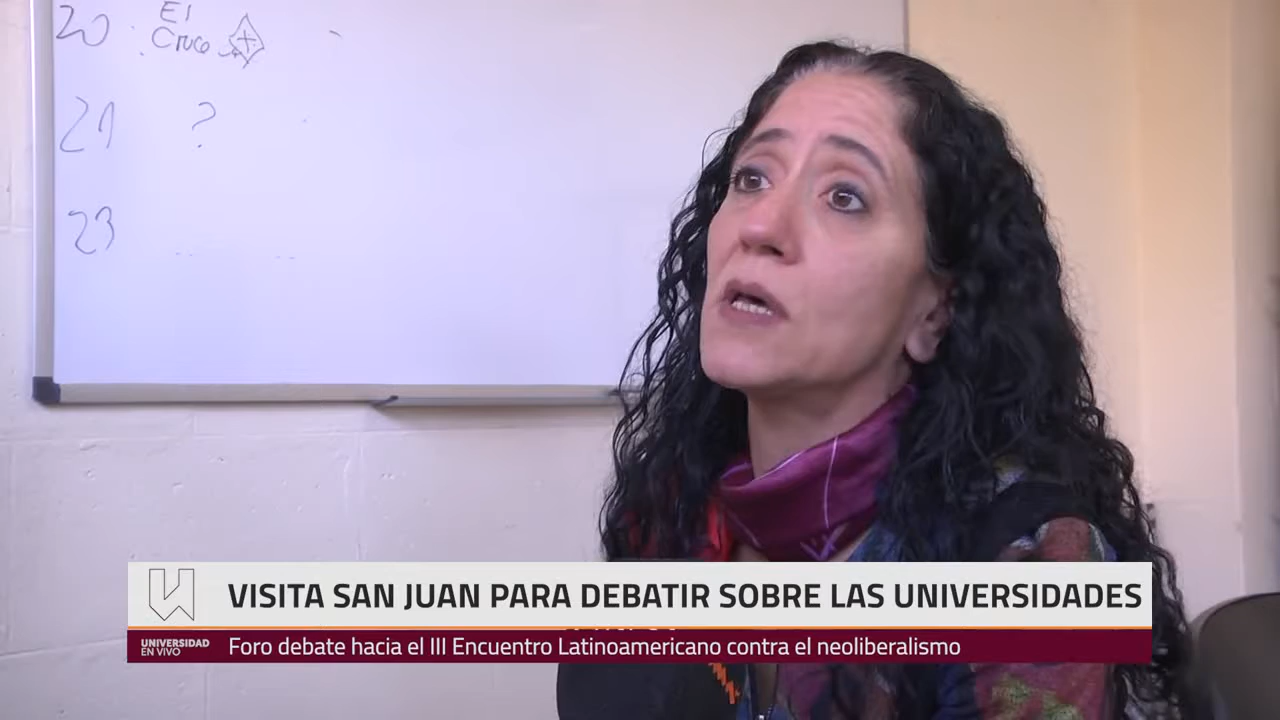 20
El
Cruce
21
?
23
VISITA SAN JUAN PARA DEBATIR SOBRE LAS UNIVERSIDADES
UNIVERSIDAD
EN VIVO
Foro debate hacia el III Encuentro Latinoamericano contra el neoliberalismo